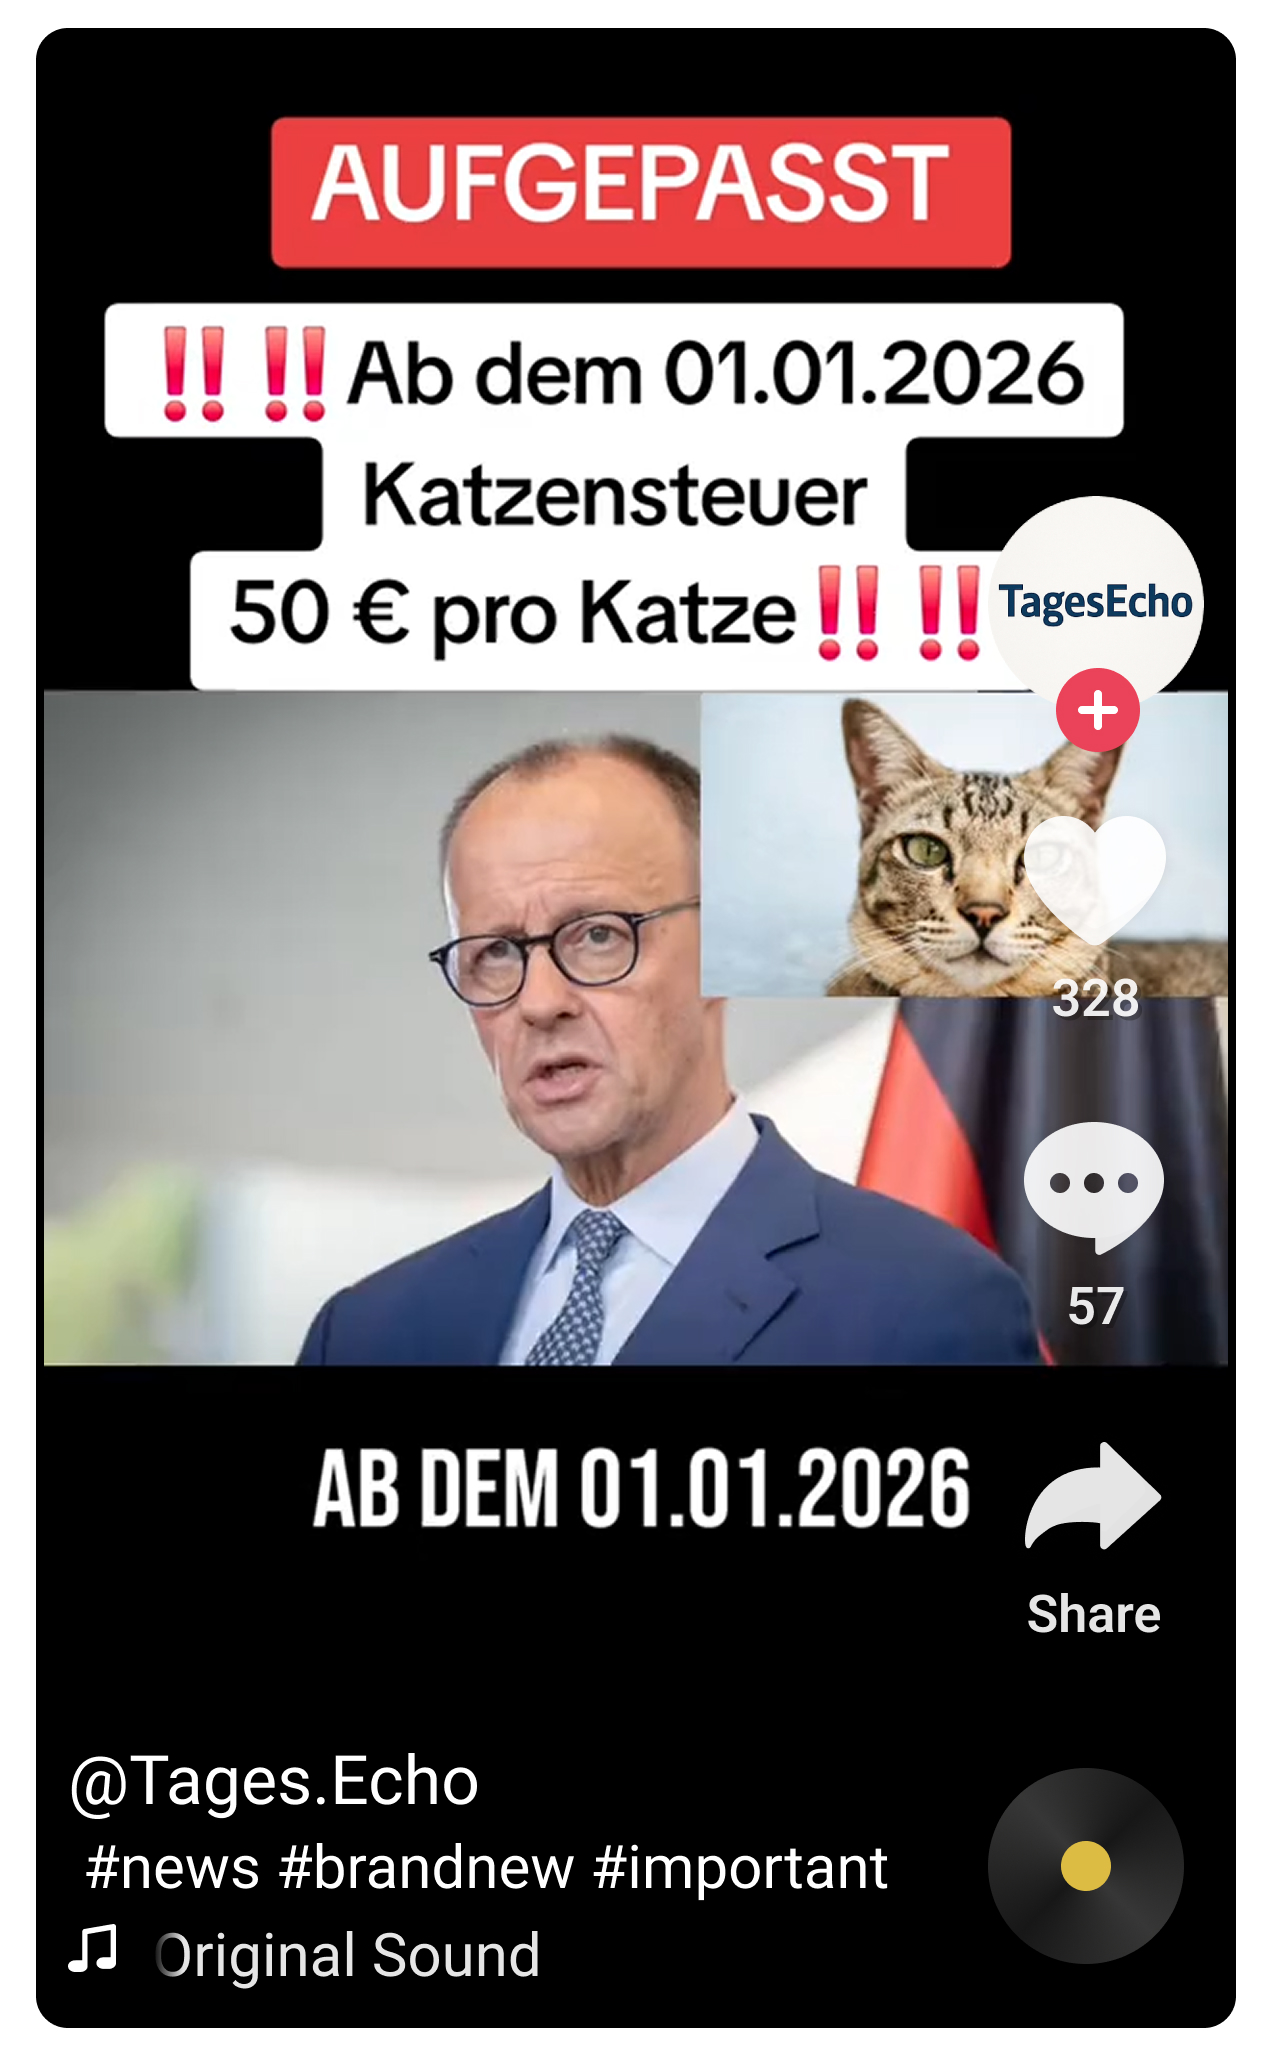 AUFGEPASST
‼️‼️Ab dem 01.01.2026
Katzensteuer
50 € pro Katze‼️‼️
TagesEcho
328
57
AB DEM 01.01.2026
Share
@Tages.Echo
#news #brandnew #important
Original Sound